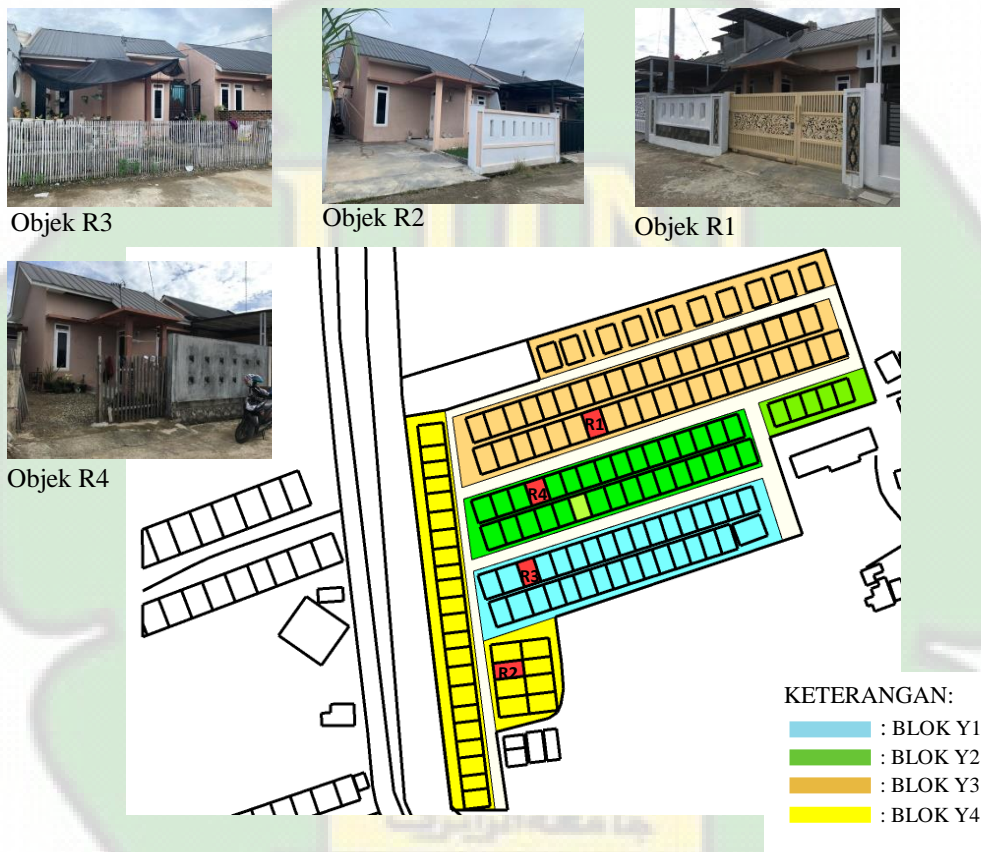 Objek R3
Objek R2
Objek R1
Objek R4
R1
R4
R3
R2
KETERANGAN:
: BLOK Y1
: BLOK Y2
: BLOK Y3
: BLOK Y4